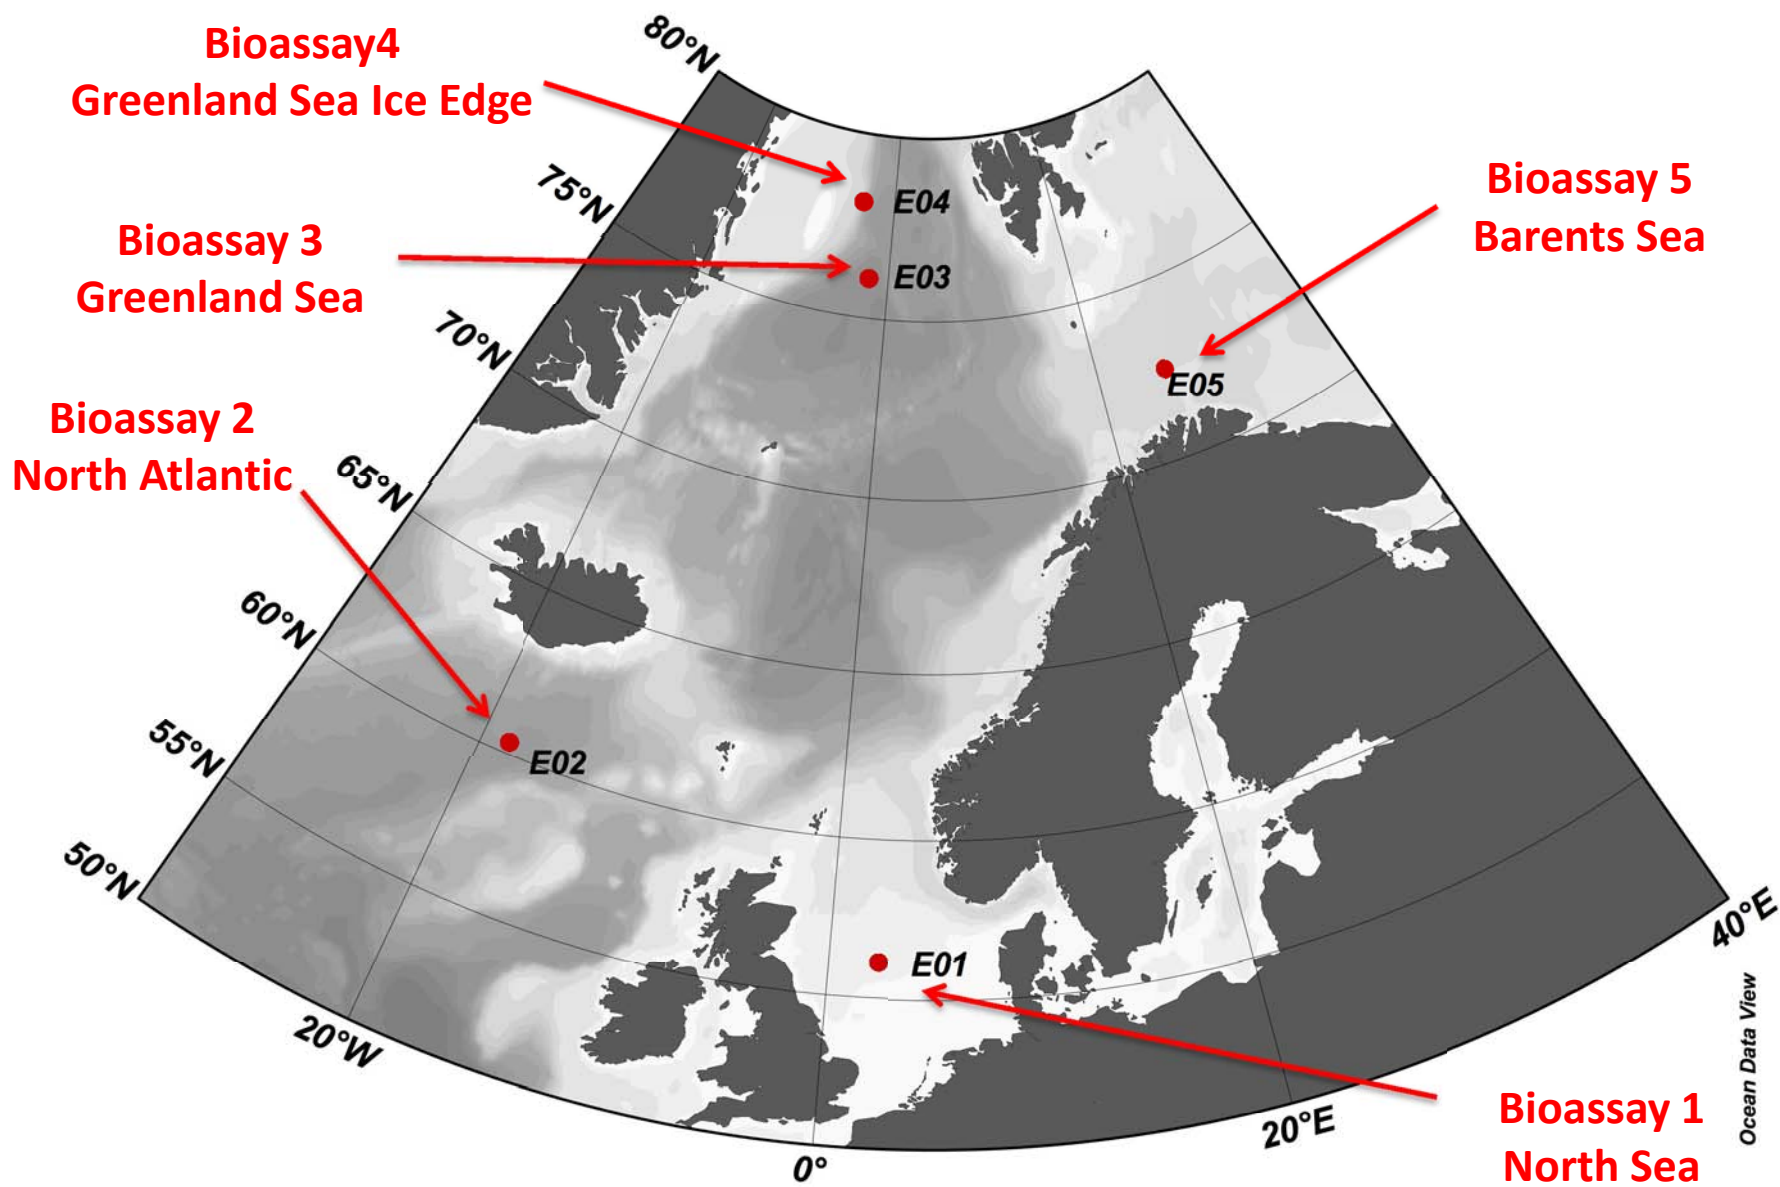 Bioassay4
Greenland Sea Ice Edge
Bioassay 3
Greenland Sea
Bioassay 2
North Atlantic
Bioassay 5
Barents Sea
Bioassay 1
North Sea
80°N
75°N
70°N
65°N
60°N
55°N
50°N
20°W
0°
20°E
40°E
E04
E03
E05
E02
E01
Ocean Data View